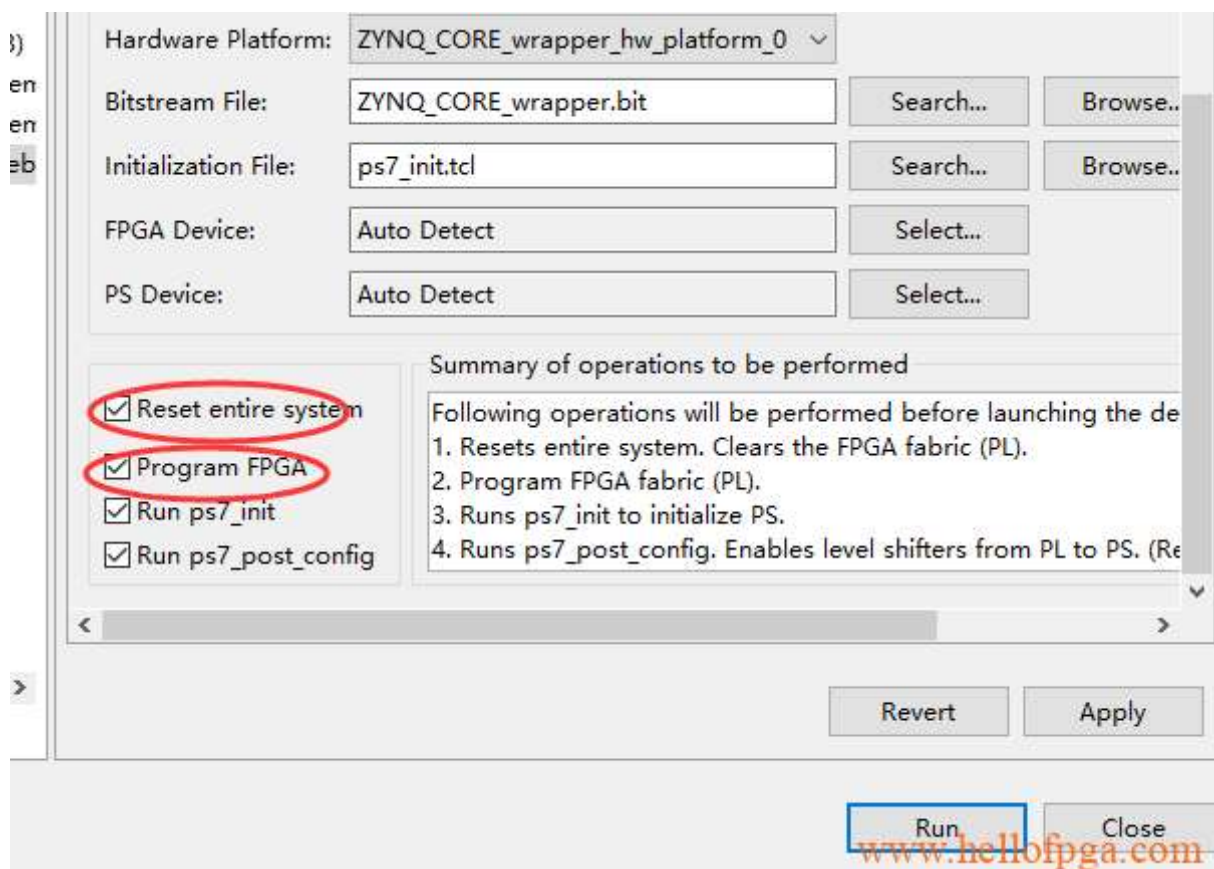 3)
Hardware Platform: ZYNQ_CORE_wrapper_hw_platform_0
en
Bitstream File: ZYNQ_CORE_wrapper.bit Search... Browse..
en
eb Initialization File: ps7_init.tcl Search... Browse..
FPGA Device: Auto Detect Select...
PS Device: Auto Detect Select...
Summary of operations to be performed
Reset entire system
Program FPGA
Run ps7_init
Run ps7_post_config
Following operations will be performed before launching the de
1. Resets entire system. Clears the FPGA fabric (PL).
2. Program FPGA fabric (PL).
3. Runs ps7_init to initialize PS.
4. Runs ps7_post_config. Enables level shifters from PL to PS. (Re
Revert Apply
Run Close
www.hellofpga.com